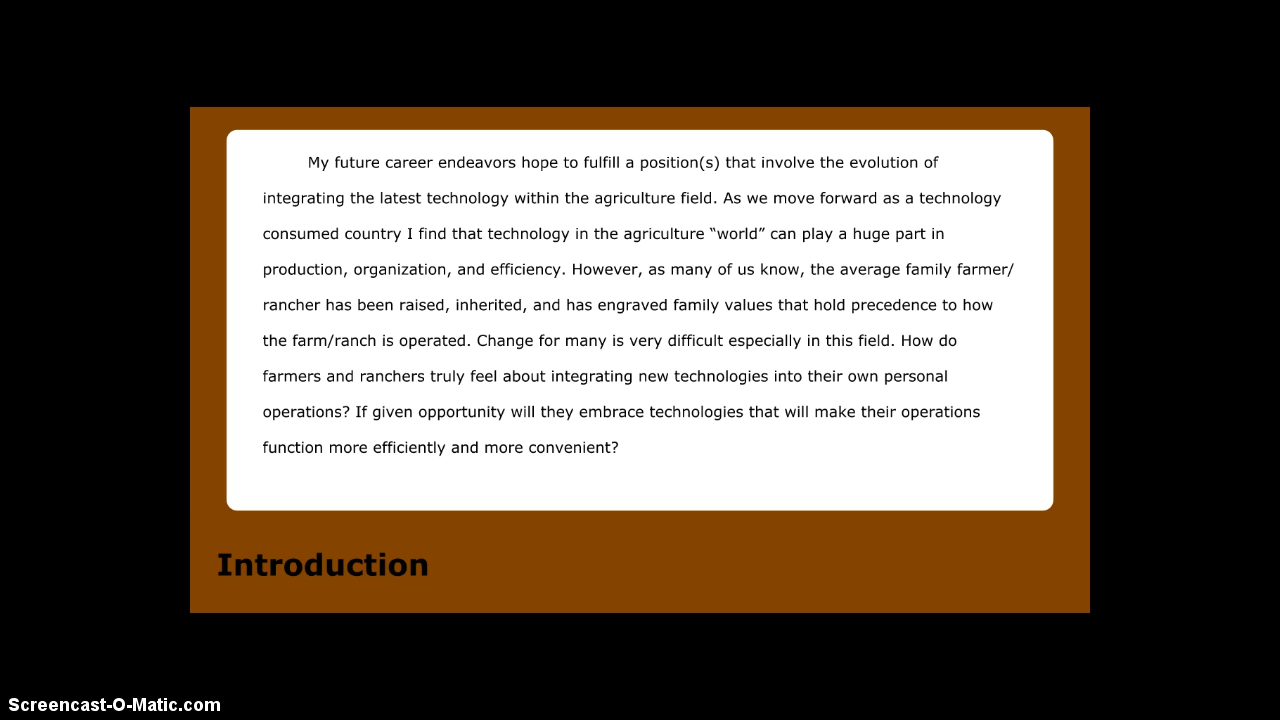 My future career endeavors hope to fulfill a position(s) that involve the evolution of
integrating the latest technology within the agriculture field. As we move forward as a technology
consumed country I find that technology in the agriculture “world” can play a huge part in
production, organization, and efficiency. However, as many of us know, the average family farmer/
rancher has been raised, inherited, and has engraved family values that hold precedence to how
the farm/ranch is operated. Change for many is very difficult especially in this field. How do
farmers and ranchers truly feel about integrating new technologies into their own personal
operations? If given opportunity will they embrace technologies that will make their operations
function more efficiently and more convenient?
Introduction
Screencast-O-Matic.com